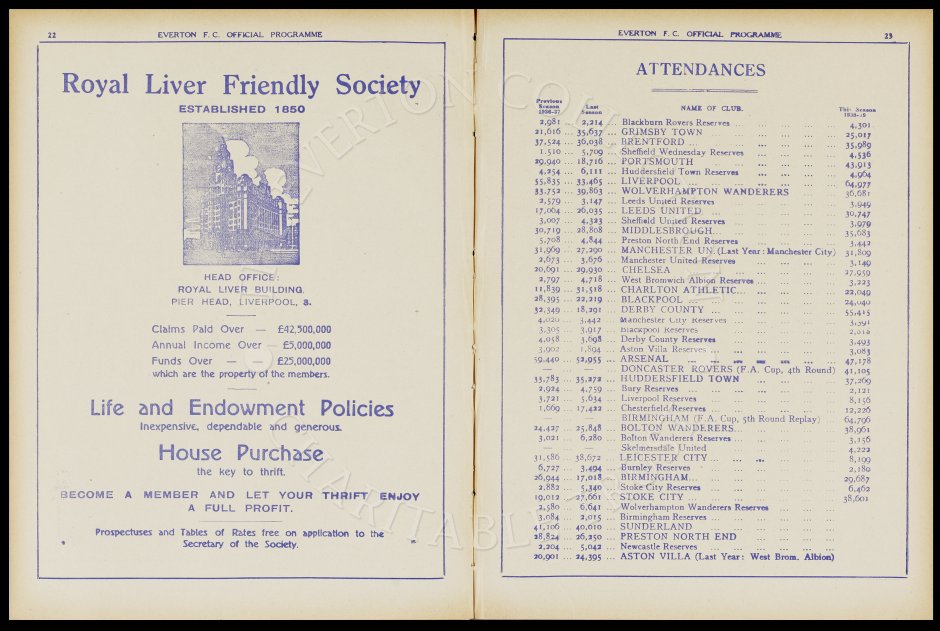 22
EVERTON F. C. OFFICIAL PROGRAMME
Royal Liver Friendly Society
ESTABLISHED 1850
HEAD OFFICE:
ROYAL LIVER BUILDING.
PIER HEAD, LIVERPOOL, 3.
Claims Paid Over — £42,500,000
Annual Income Over — £5,000,000
Funds Over — — £25,000,000
which are the property of the members.
Life and Endowment Policies
Inexpensive, dependable and generous.
House Purchase
the key to thrift.
BECOME A MEMBER AND LET YOUR THRIFT ENJOY
A FULL PROFIT.
Prospectuses and Tables of Rates free on application to the
Secretary of the Society.
EVERTON F. C. OFFICIAL PROGRAMME
23
ATTENDANCES
Previous Season 1936-37 Last Season NAME OF CLUB. This Season 1938-39
2,981 ... 2,214 ... Blackburn Rovers Reserves ... 4,301
21,616 ... 35,637 ... GRIMSBY TOWN ... 25,017
37,524 ... 36,038 ... BRENTFORD ... 35,989
1,510 ... 5,709 ... Sheffield Wednesday Reserves ... 4,536
29,940 ... 18,716 ... PORTSMOUTH ... 43,913
4,254 ... 6,111 ... Huddersfield Town Reserves ... 4,964
55,835 ... 33,465 ... LIVERPOOL ... 64,977
33,752 ... 39,863 ... WOLVERHAMPTON WANDERERS 36,681
2,579 ... 3,147 ... Leeds United Reserves ... 3,949
17,064 ... 26,035 ... LEEDS UNITED ... 30,747
3,007 ... 4,323 ... Sheffield United Reserves ... 3,979
30,719 ... 28,808 ... MIDDLESBROUGH... 35,683
5,708 ... 4,844 ... Preston North End Reserves ... 3,442
31,969 ... 27,290 ... MANCHESTER UN. (Last Year: Manchester City) 31,809
2,673 ... 3,676 ... Manchester United Reserves ... 3,149
20,691 ... 29,930 ... CHELSEA ... 27,959
2,797 ... 4,718 ... West Bromwich Albion Reserves ... 3,223
11,839 ... 31,518 ... CHARLTON ATHLETIC... 22,049
28,395 ... 22,219 ... BLACKPOOL ... 24,040
32,349 ... 18,291 ... DERBY COUNTY ... 55,415
4,020 ... 3,442 ... Manchester City Reserves ...
3,305 ... 3,917 ... Blackpool Reserves ...
4,058 ... 3,698 ... Derby County Reserves ... 3,493
3,902 ... 1,894 ... Aston Villa Reserves ... 3,083
59,440 ... 52,955 ... ARSENAL ... 47,178
— — DONCASTER ROVERS (F.A. Cup, 4th Round) 41,105
33,783 ... 35,272 ... HUDDERSFIELD TOWN ... 37,269
2,924 ... 4,759 ... Bury Reserves ... 2,121
3,721 ... 5,634 ... Liverpool Reserves ... 8,156
1,669 ... 17,422 ... Chesterfield Reserves ... 12,226
BIRMINGHAM (F.A. Cup, 5th Round Replay) ... 64,796
24,427 ... 25,848 ... BOLTON WANDERERS... 38,961
3,021 ... 6,280 ... Bolton Wanderers Reserves ... 3,156
— — Skelmersdale United 4,222
31,586 ... 38,672 ... LEICESTER CITY ... 8,199
6,727 ... 3,494 ... Burnley Reserves ... 2,180
26,944 ... 17,018 ... BIRMINGHAM... 29,687
2,882 ... 5,340 ... Stoke City Reserves ... 6,462
19,012 ... 27,661 ... STOKE CITY ... 38,601
2,580 ... 6,641 ... Wolverhampton Wanderers Reserves
3,084 ... 2,015 ... Birmingham Reserves ...
41,106 ... 40,610 ... SUNDERLAND ...
28,824 ... 26,250 ... PRESTON NORTH END ...
2,204 ... 5,042 ... Newcastle Reserves ...
20,901 ... 24,395 ... ASTON VILLA (Last Year: West Brom. Albion)